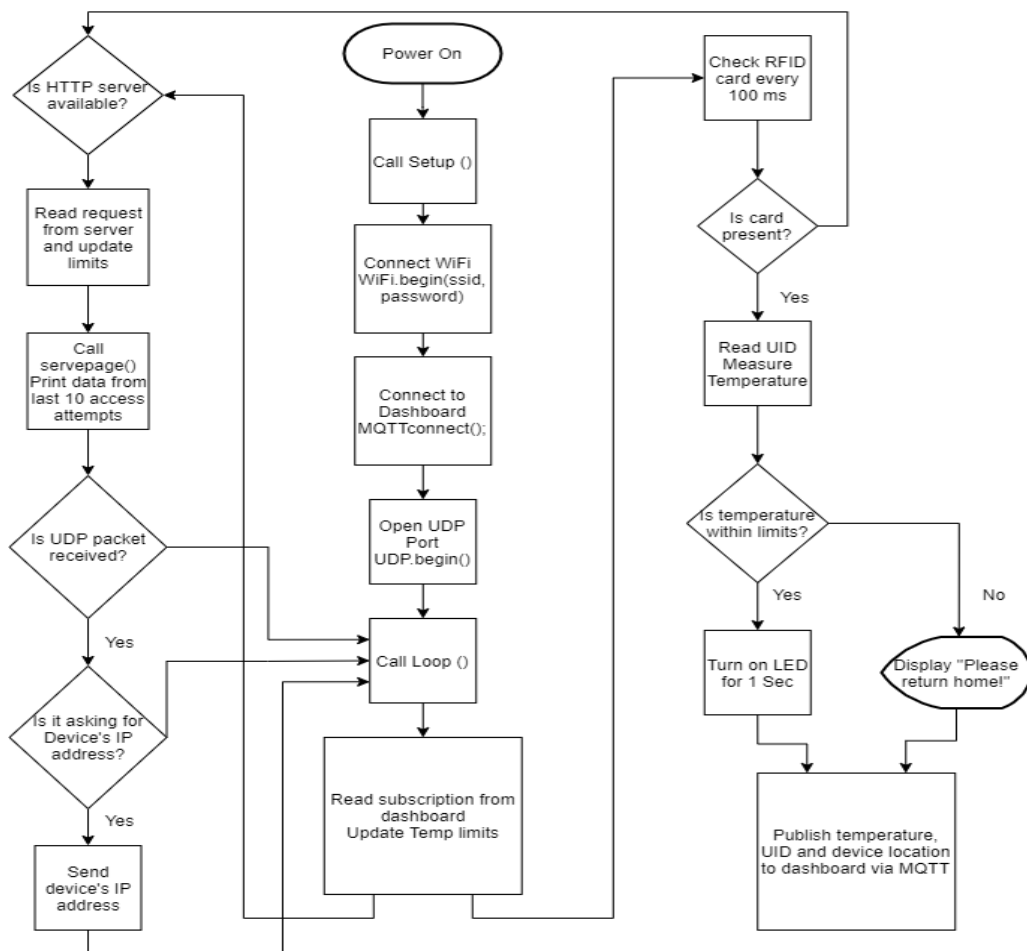 Is HTTP server
available?
Read request
from server
and update
limits
Call
servepage()
Print data from
last 10 access
attempts
Is UDP packet
received?
Yes
Is it asking for
Device's IP
address?
Yes
Send
device's IP
address
Power On
Call Setup ()
Connect WiFi
WiFi.begin(ssid,
password)
Connect to
Dashboard
MQTTconnect();
Open UDP
Port
UDP.begin()
Call Loop ()
Read subscription from
dashboard
Update Temp limits
Check RFID
card every
100 ms
Is card
present?
Yes
Read UID
Measure
Temperature
Is temperature
within limits?
Yes
No
Turn on LED
for 1 Sec
Display "Please
return home!"
Publish temperature,
UID and device location
to dashboard via MQTT